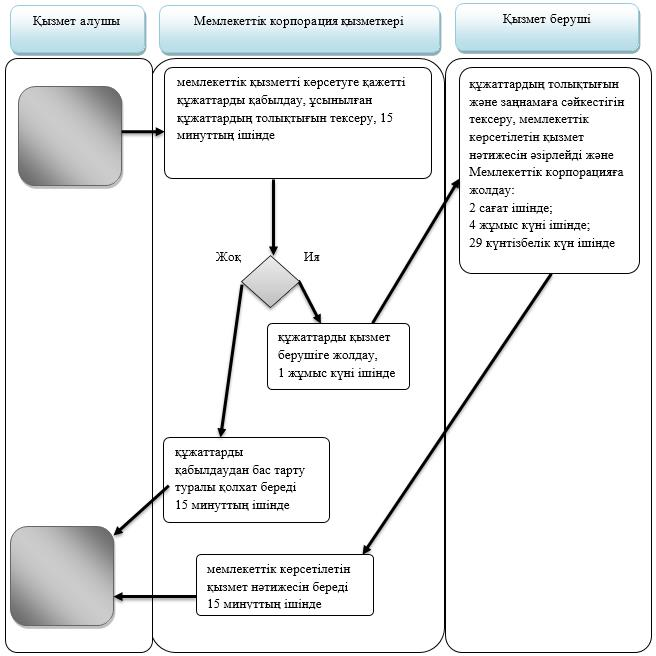 Қызмет алушы
Мемлекеттік корпорация қызметкері
Қызмет беруші
мемлекеттік қызметті көрсетуге қажетті
құжаттарды қабылдау, ұсынылған
құжаттардың толықтығын тексеру, 15
минуттың ішінде
құжаттардың толықтығын
және заңнамаға сәйкестігін
тексеру, мемлекеттік
көрсетілетін қызмет
нәтижесін әзірлейді және
Мемлекеттік корпорацияға
жолдау:
2 сағат ішінде;
4 жұмыс күні ішінде;
29 күнтізбелік күн ішінде
Жоқ
Ия
құжаттарды қызмет
берушіге жолдау,
1 жұмыс күні ішінде
құжаттарды
қабылдаудан бас тарту
туралы қолхат береді
15 минуттың ішінде
мемлекеттік көрсетілетін
қызмет нәтижесін береді
15 минуттың ішінде